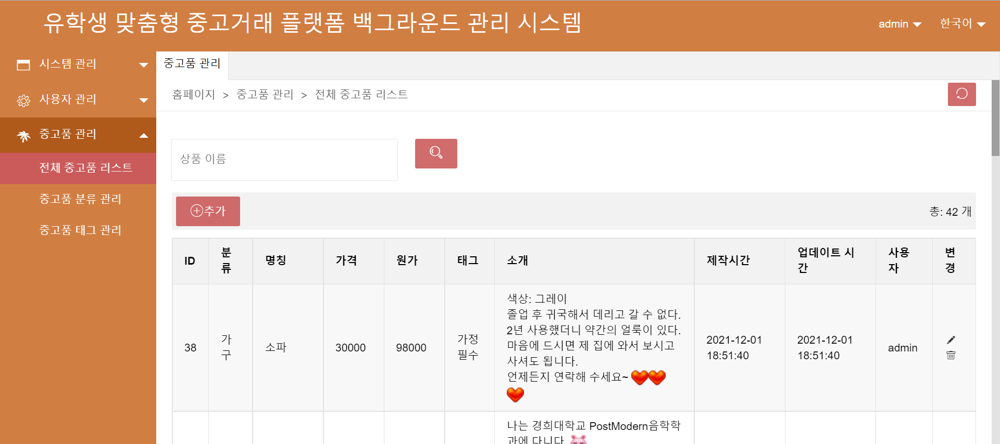 유학생 맞춤형 중고거래 플랫폼 백그라운드 관리 시스템
admin
한국어
시스템 관리
사용자 관리
중고품 관리
전체 중고품 리스트
중고품 분류 관리
중고품 태그 관리
중고품 관리
홈페이지 > 중고품 관리 > 전체 중고품 리스트
상품 이름
추가
총: 42 개
ID
분
류
명칭
가격
원가
태그
소개
제작시간
업데이트 시
간
사용
자
변
경
38
가
구
소파
30000
98000
가정
필수
색상: 그레이
졸업 후 귀국해서 데리고 갈 수 없다.
2년 사용했더니 약간의 얼룩이 있다.
마음에 드시면 제 집에 와서 보시고
사셔도 됩니다.
언제든지 연락해 수세요~
2021-12-01
18:51:40
2021-12-01
18:51:40
admin
나는 경희대학교 PostModern음학학
과에 다니다